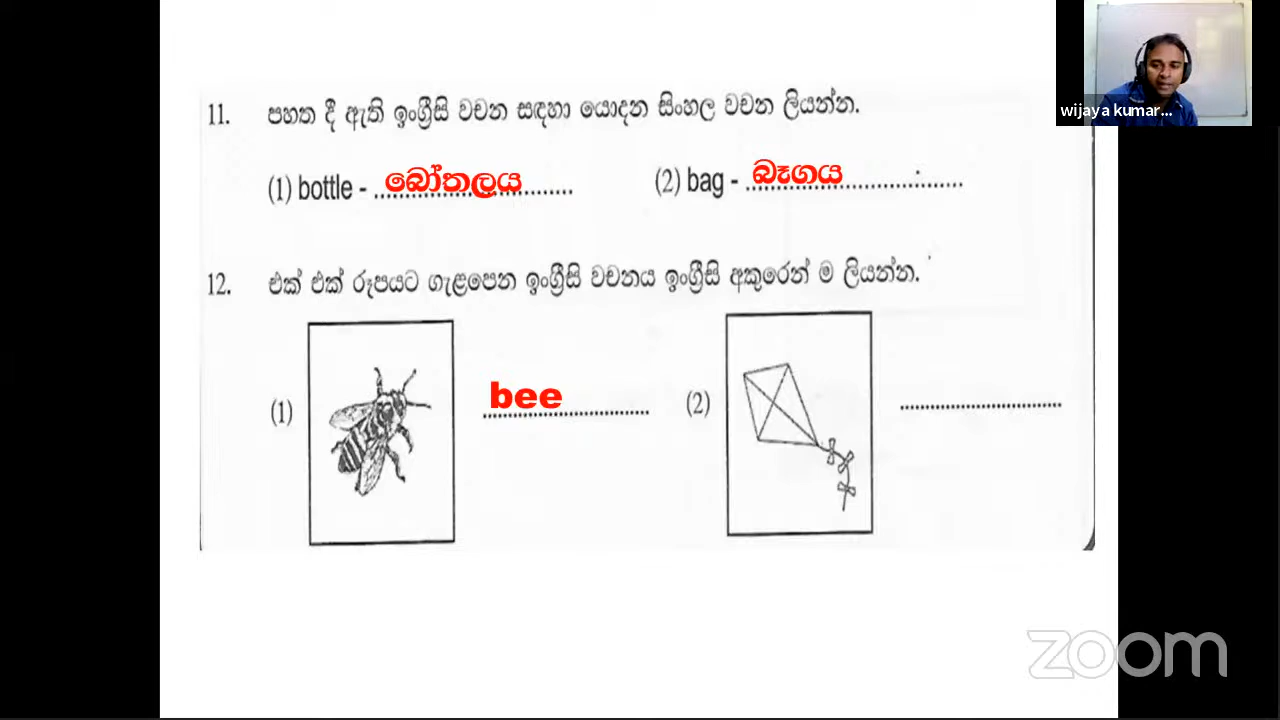 wijaya kumar...
11. පහත දී ඇති ඉංග්‍රීසි වචන සඳහා යොදන සිංහල වචන ලියන්න.
(1) bottle - බෝතලය (2) bag - බෑගය
12. එක් එක් රූපයට ගැළපෙන ඉංග්‍රීසි වචනය ඉංග්‍රීසි අකුරෙන් ම ලියන්න.
(1) bee (2)
zoom